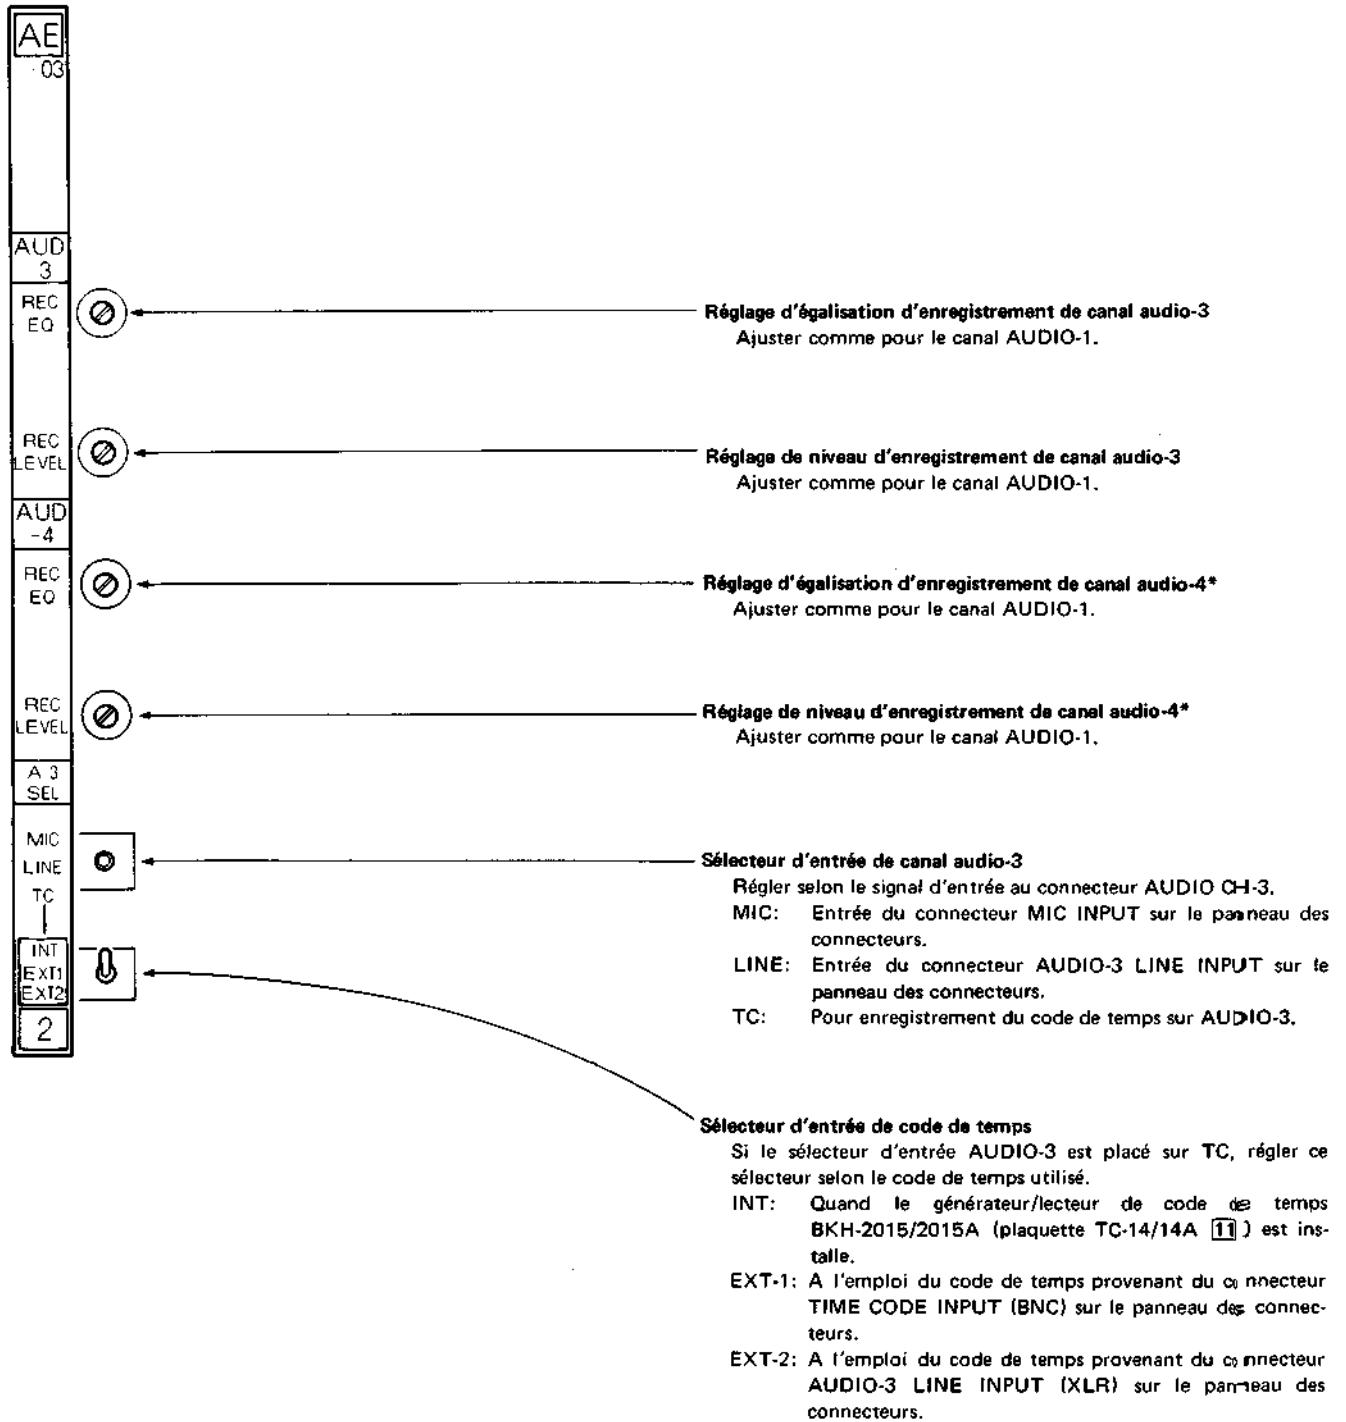 AE
03
AUD
3
REC
EQ
Réglage d'égalisation d'enregistrement de canal audio-3
Ajuster comme pour le canal AUDIO-1.
REC
LEVEL
Réglage de niveau d'enregistrement de canal audio-3
Ajuster comme pour le canal AUDIO-1.
AUD
-4
REC
EQ
Réglage d'égalisation d'enregistrement de canal audio-4*
Ajuster comme pour le canal AUDIO-1.
REC
LEVEL
Réglage de niveau d'enregistrement de canal audio-4*
Ajuster comme pour le canal AUDIO-1.
A 3
SEL
MIC
LINE
TC
INT
EXT1
EXT2
2
Sélecteur d'entrée de canal audio-3
Régler selon le signal d'entrée au connecteur AUDIO CH-3.
MIC: Entrée du connecteur MIC INPUT sur le panneau des
connecteurs.
LINE: Entrée du connecteur AUDIO-3 LINE INPUT sur le
panneau des connecteurs.
TC: Pour enregistrement du code de temps sur AUDIO-3.
Sélecteur d'entrée de code de temps
Si le sélecteur d'entrée AUDIO-3 est placé sur TC, régler ce
sélecteur selon le code de temps utilisé.
INT: Quand le générateur/lecteur de code de temps
BKH-2015/2015A (plaquette TC-14/14A 11 ) est ins-
talle.
EXT-1: A l'emploi du code de temps provenant du connecteur
TIME CODE INPUT (BNC) sur le panneau des connec-
teurs.
EXT-2: A l'emploi du code de temps provenant du connecteur
AUDIO-3 LINE INPUT (XLR) sur le panneau des
connecteurs.